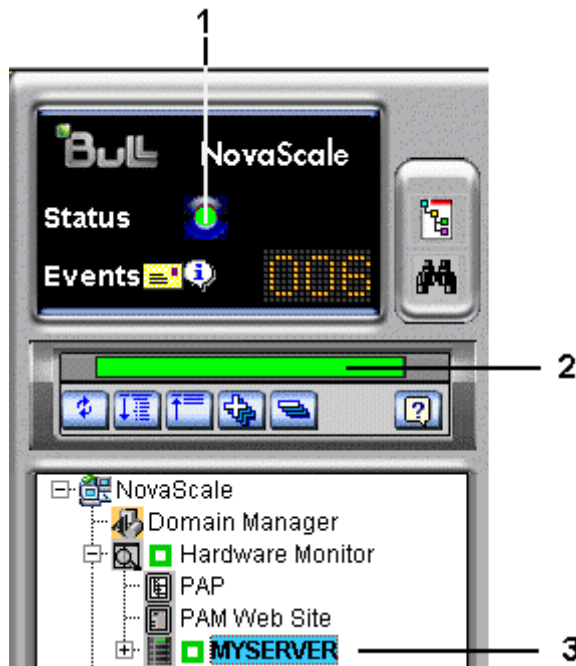 1
Bull NovaScale
Status
Events 006
2
?
NovaScale
Domain Manager
Hardware Monitor
PAP
PAM Web Site
MYSERVER 3